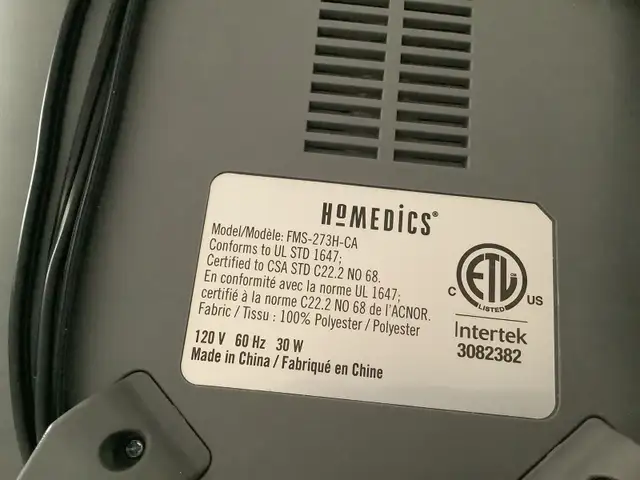 HoMEDiCS®
Model/Modèle: FMS-273H-CA
Conforms to UL STD 1647;
Certified to CSA STD C22.2 NO 68.
En conformité avec la norme UL 1647;
certifié à la norme C22.2 NO 68 de l'ACNOR.
Fabric / Tissu : 100% Polyester / Polyester
120 V 60 Hz 30 W
Made in China / Fabriqué en Chine
ETL
LISTED
C US
Intertek
3082382